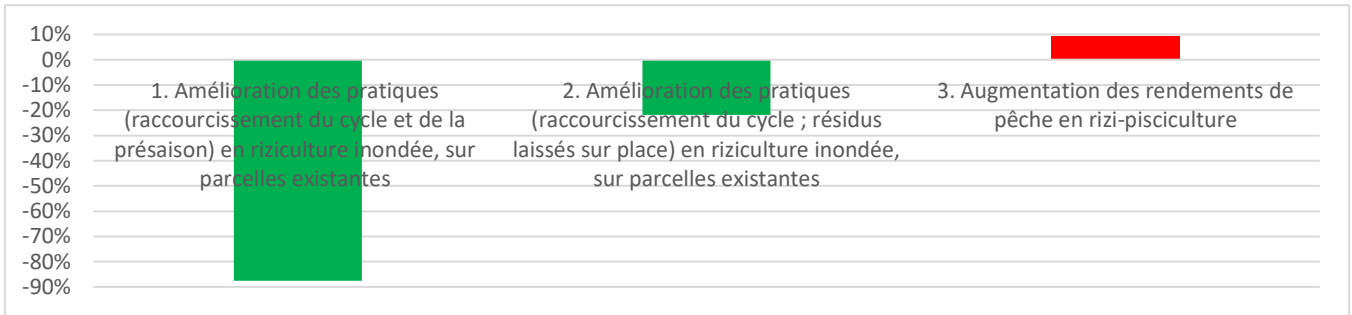 10%
0%
-10%
-20%
-30%
-40%
-50%
-60%
-70%
-80%
-90%
1. Amélioration des pratiques
(raccourcissement du cycle et de la
présaison) en riziculture inondée, sur
parcelles existantes
2. Amélioration des pratiques
(raccourcissement du cycle ; résidus
laissés sur place) en riziculture inondée,
sur parcelles existantes
3. Augmentation des rendements de
pêche en rizi-pisciculture